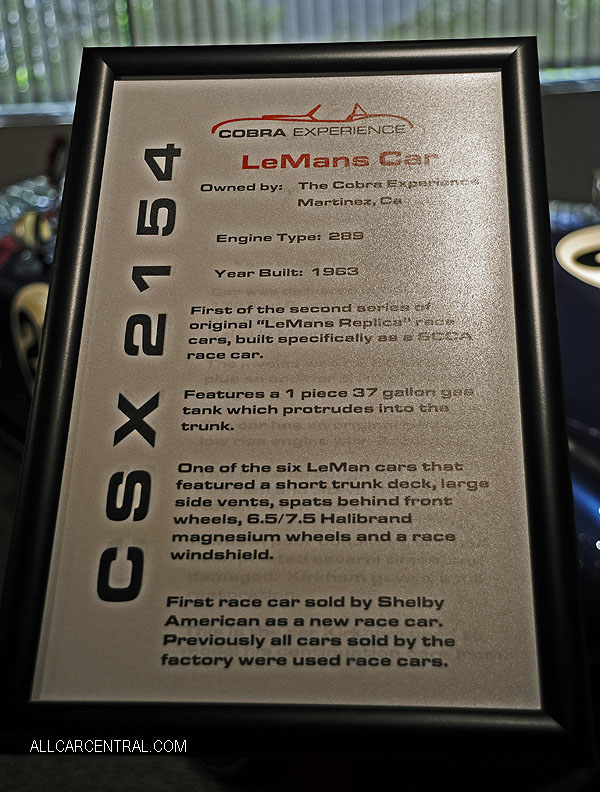 COBRA EXPERIENCE
LeMans Car
CSX 2154
Owned by: The Cobra Experience
Martinez, Ca
Engine Type: 289
Year Built: 1963
First of the second series of
original "LeMans Replica" race
cars, built specifically as a SCCA
race car.
Features a 1 piece 37 gallon gas
tank which protrudes into the
trunk.
One of the six LeMan cars that
featured a short trunk deck, large
side vents, spats behind front
wheels, 6.5/7.5 Halibrand
magnesium wheels and a race
windshield.
First race car sold by Shelby
American as a new race car.
Previously all cars sold by the
factory were used race cars.
ALLCARCENTRAL.COM